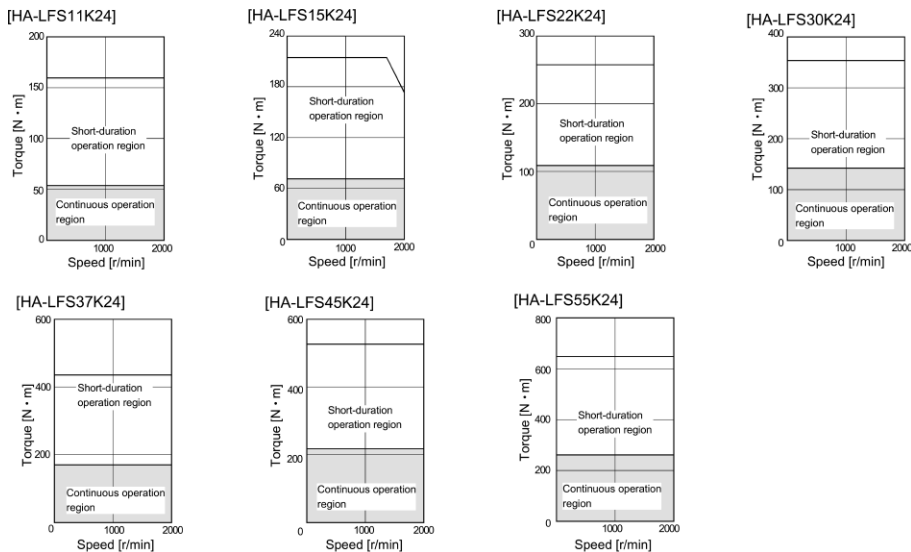 [HA-LFS11K24]
200
150
100
50
0
Torque [N・m]
Short-duration
operation region
Continuous operation
region
1000
2000
Speed [r/min]
[HA-LFS15K24]
240
180
120
60
0
Torque [N・m]
Short-duration
operation region
Continuous operation
region
1000
2000
Speed [r/min]
[HA-LFS22K24]
300
200
100
0
Torque [N・m]
Short-duration
operation region
Continuous operation
region
1000
2000
Speed [r/min]
[HA-LFS30K24]
400
300
200
100
0
Torque [N・m]
Short-duration
operation region
Continuous operation
region
1000
2000
Speed [r/min]
[HA-LFS37K24]
600
400
200
0
Torque [N・m]
Short-duration
operation region
Continuous operation
region
1000
2000
Speed [r/min]
[HA-LFS45K24]
600
400
200
0
Torque [N・m]
Short-duration
operation region
Continuous operation
region
1000
2000
Speed [r/min]
[HA-LFS55K24]
800
600
400
200
0
Torque [N・m]
Short-duration
operation region
Continuous operation
region
1000
2000
Speed [r/min]